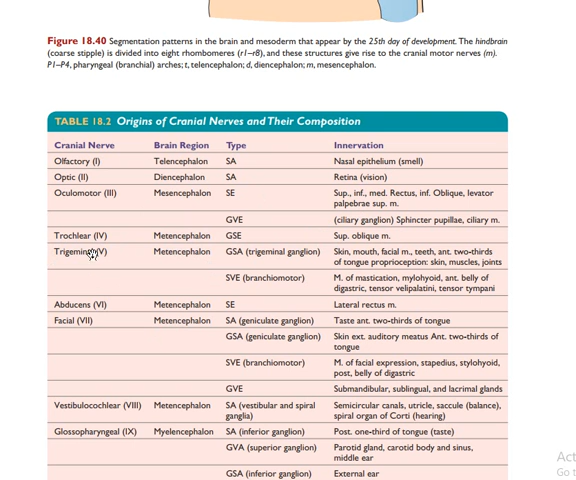 Figure 18.40 Segmentation patterns in the brain and mesoderm that appear by the 25th day of development. The hindbrain
(coarse stipple) is divided into eight rhombomeres (r1–r8), and these structures give rise to the cranial motor nerves (m).
P1–P4, pharyngeal (branchial) arches; t, telencephalon; d, diencephalon; m, mesencephalon.
TABLE 18.2 Origins of Cranial Nerves and Their Composition
Cranial Nerve Brain Region Type Innervation
Olfactory (I) Telencephalon SA Nasal epithelium (smell)
Optic (II) Diencephalon SA Retina (vision)
Oculomotor (III) Mesencephalon SE Sup., inf., med. Rectus, inf. Oblique, levator
palpebrae sup. m.
GVE (ciliary ganglion) Sphincter pupillae, ciliary m.
Trochlear (IV) Metencephalon GSE Sup. oblique m.
Trigeminal (V) Metencephalon GSA (trigeminal ganglion) Skin, mouth, facial m., teeth, ant. two-thirds
of tongue proprioception: skin, muscles, joints
SVE (branchiomotor) M. of mastication, mylohyoid, ant. belly of
digastric, tensor velipalatini, tensor tympani
Abducens (VI) Metencephalon SE Lateral rectus m.
Facial (VII) Metencephalon SA (geniculate ganglion) Taste ant. two-thirds of tongue
GSA (geniculate ganglion) Skin ext. auditory meatus Ant. two-thirds of
tongue
SVE (branchiomotor) M. of facial expression, stapedius, stylohyoid,
post, belly of digastric
GVE Submandibular, sublingual, and lacrimal glands
Vestibulocochlear (VIII) Metencephalon SA (vestibular and spiral Semicircular canals, utricle, saccule (balance),
ganglia) spiral organ of Corti (hearing)
Glossopharyngeal (IX) Myelencephalon SA (inferior ganglion) Post. one-third of tongue (taste)
GVA (superior ganglion) Parotid gland, carotid body and sinus,
middle ear
GSA (inferior ganglion) External ear
Act
Go t